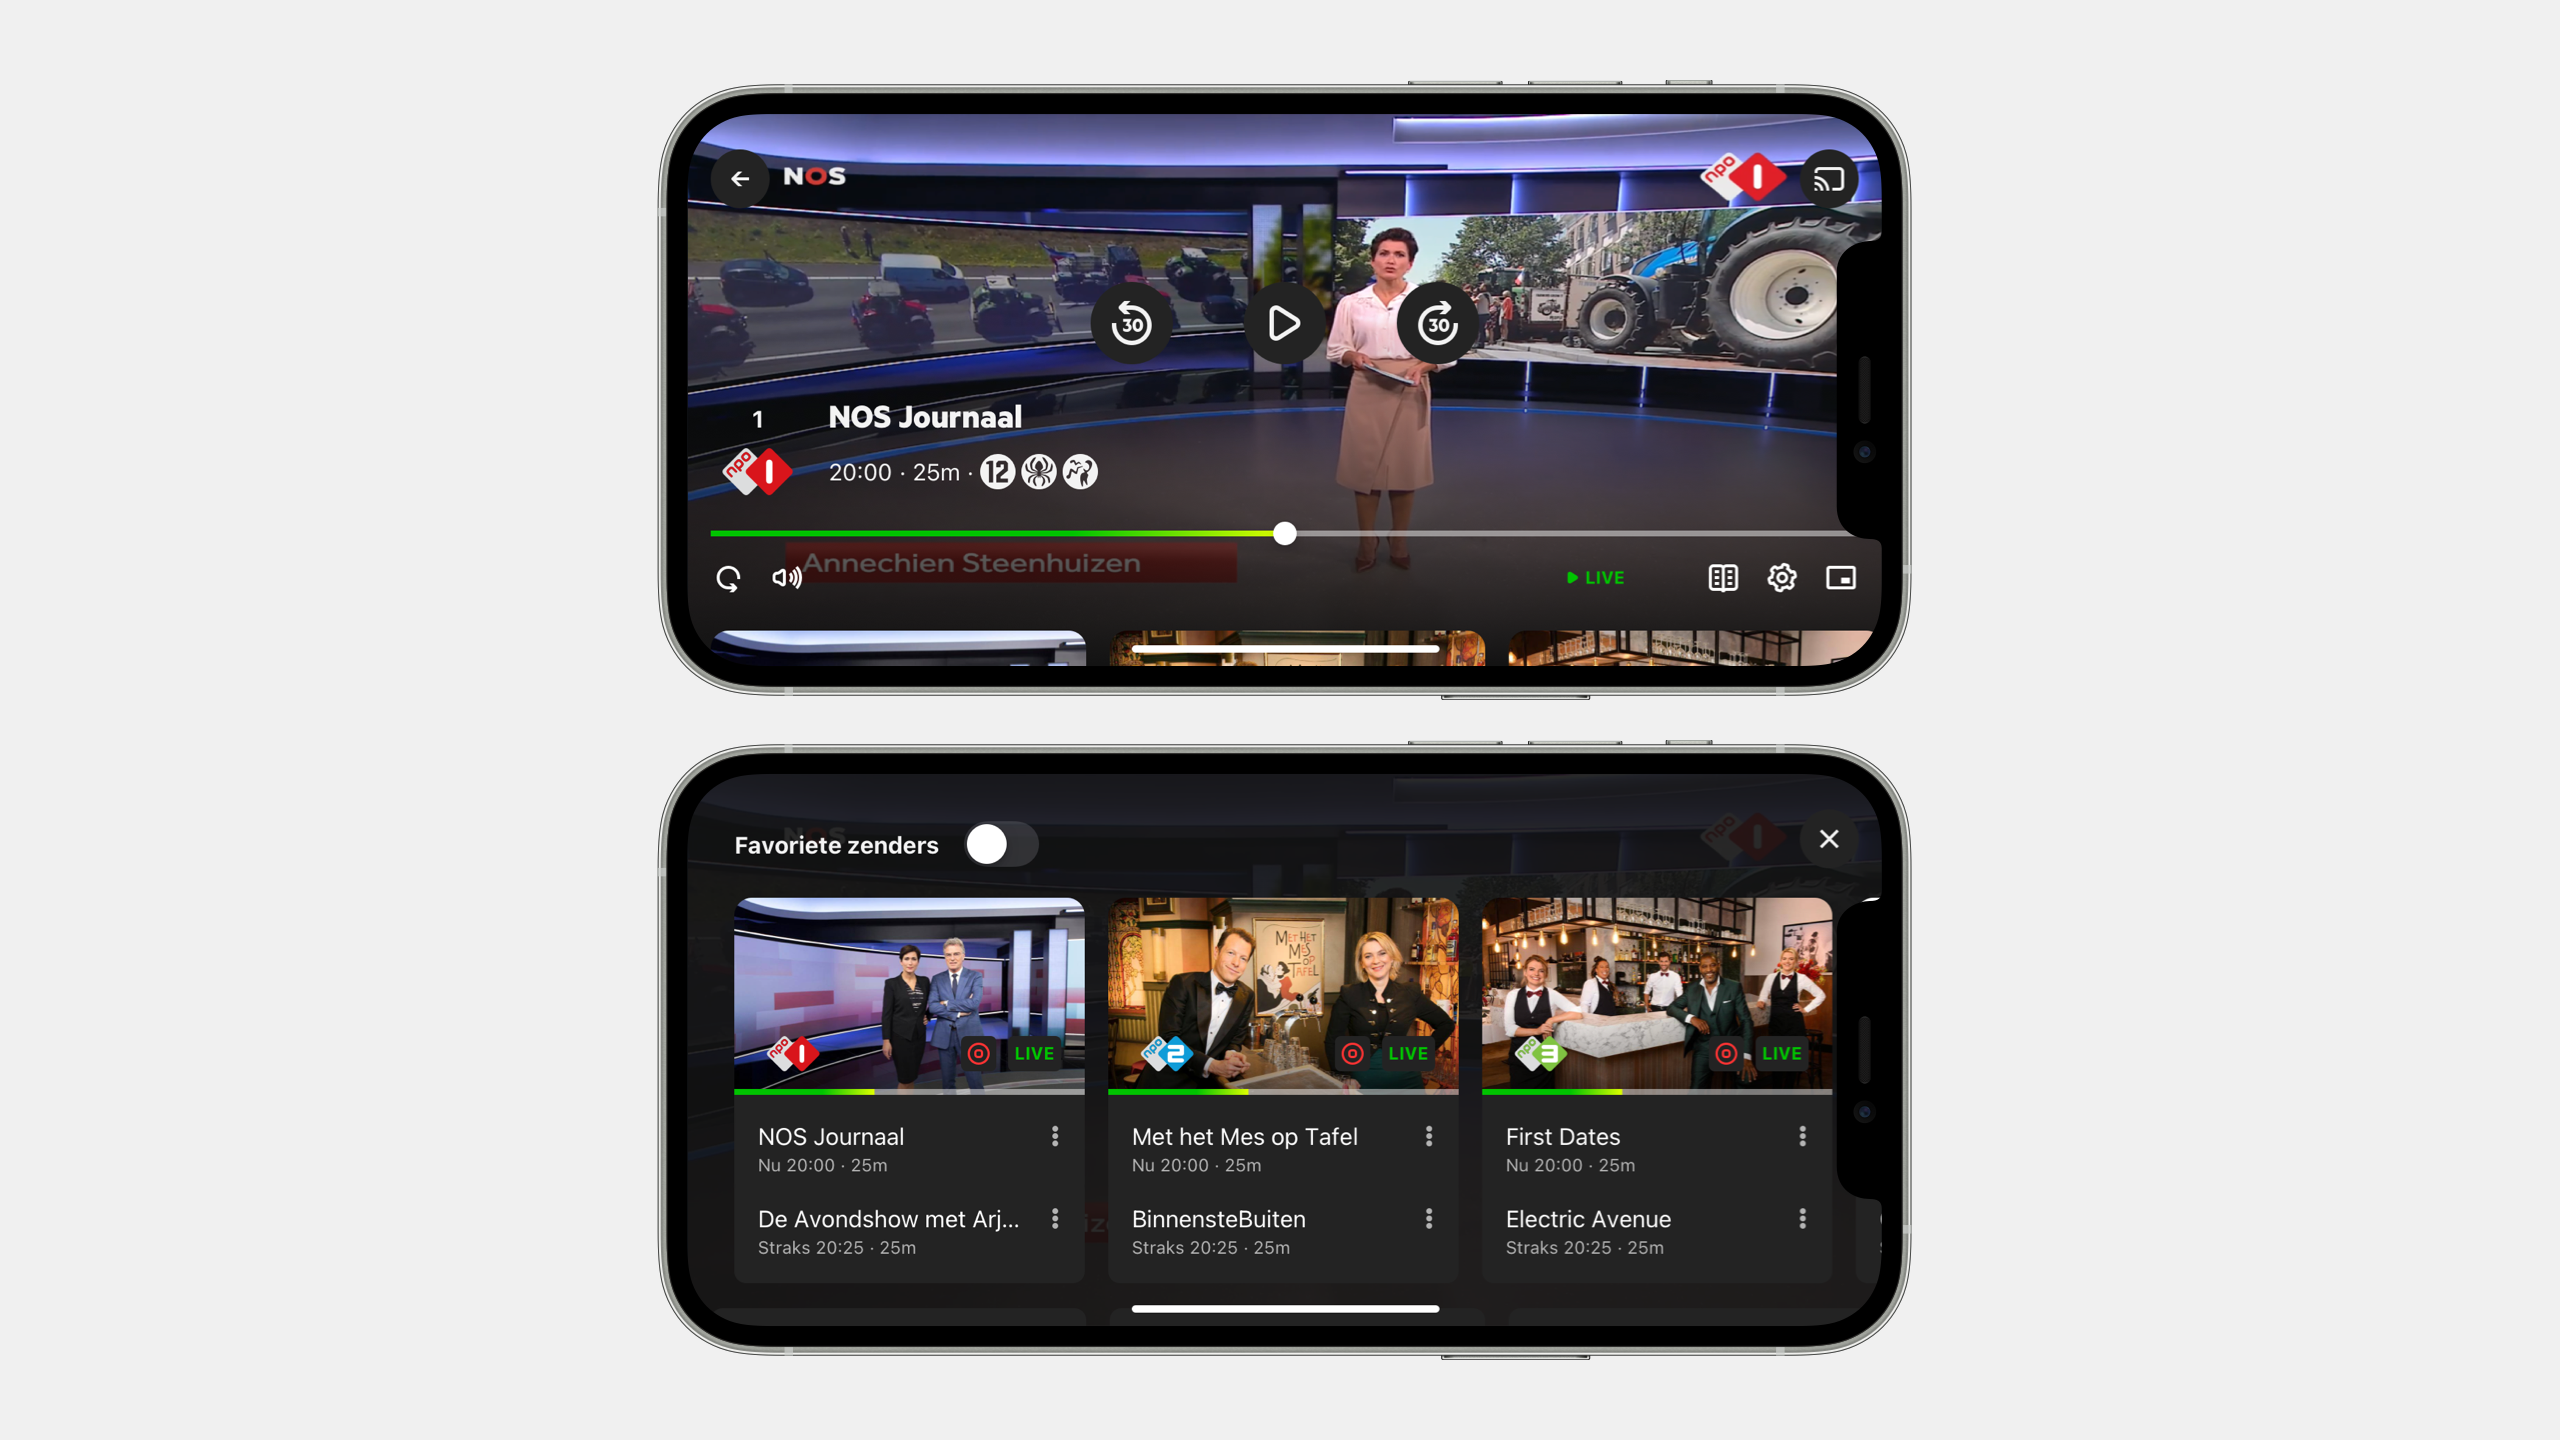 NOS
npo 1
30
30
1
NOS Journaal
npo 1
20:00 · 25m · 12
Annechien Steenhuizen
LIVE
Favoriete zenders
NOS
npo 1
MET HET
MES
OP
TAFEL
npo 1
LIVE
npo 2
LIVE
npo 3
LIVE
NOS Journaal
Nu 20:00 · 25m
Met het Mes op Tafel
Nu 20:00 · 25m
First Dates
Nu 20:00 · 25m
De Avondshow met Arj...
Straks 20:25 · 25m
BinnensteBuiten
Straks 20:25 · 25m
Electric Avenue
Straks 20:25 · 25m